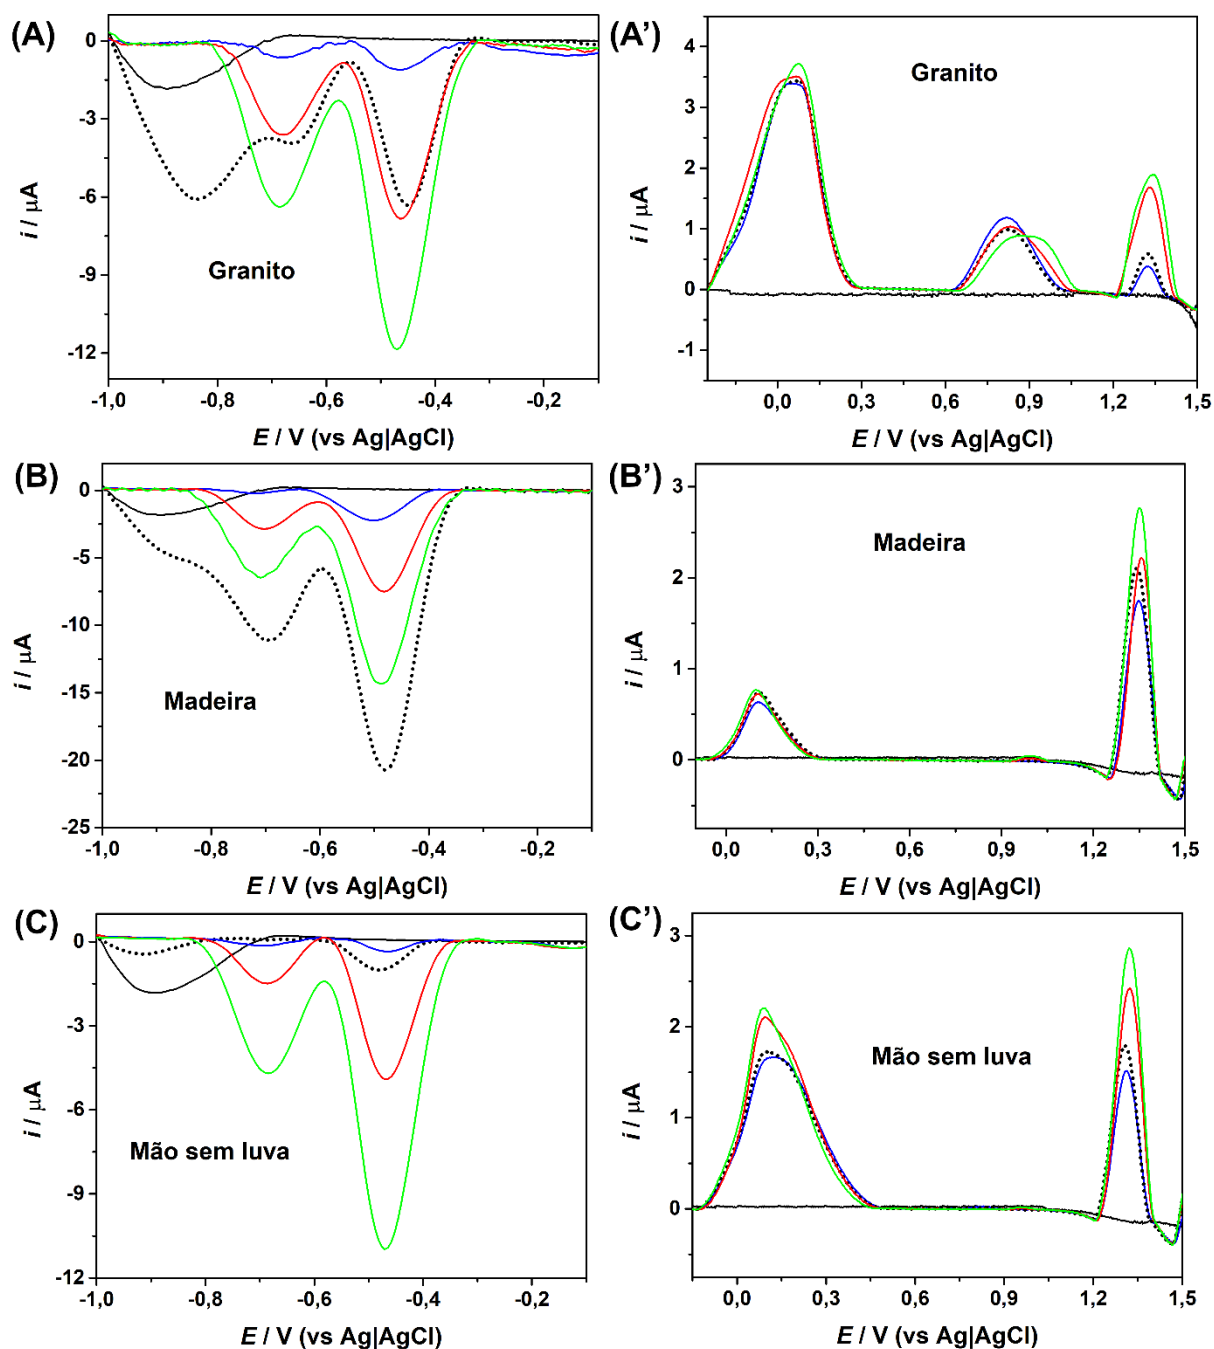 (A)
0
-3
-6
-9
-12
i / µA
Granito
-1,0 -0,8 -0,6 -0,4 -0,2
E / V (vs Ag|AgCl)
(A')
4
3
2
1
0
-1
i / µA
Granito
0,0 0,3 0,6 0,9 1,2 1,5
E / V (vs Ag|AgCl)
(B)
0
-5
-10
-15
-20
-25
i / µA
Madeira
-1,0 -0,8 -0,6 -0,4 -0,2
E / V (vs Ag|AgCl)
(B')
3
2
1
0
i / µA
Madeira
0,0 0,3 0,6 0,9 1,2 1,5
E / V (vs Ag|AgCl)
(C)
0
-3
-6
-9
-12
i / µA
Mão sem luva
-1,0 -0,8 -0,6 -0,4 -0,2
E / V (vs Ag|AgCl)
(C')
3
2
1
0
i / µA
Mão sem luva
0,0 0,3 0,6 0,9 1,2 1,5
E / V (vs Ag|AgCl)